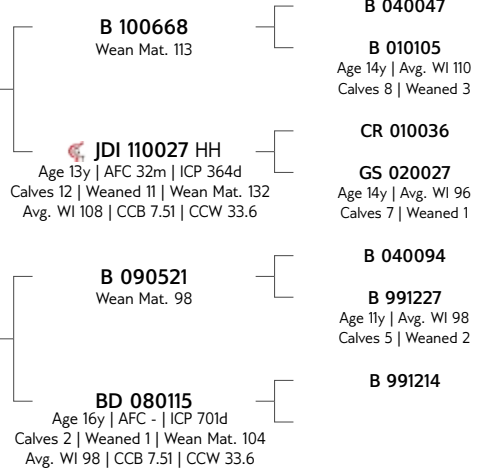 B 100668
Wean Mat. 113
JDI 110027 HH
Age 13y | AFC 32m | ICP 364d
Calves 12 | Weaned 11 | Wean Mat. 132
Avg. WI 108 | CCB 7.51 | CCW 33.6
B 090521
Wean Mat. 98
BD 080115
Age 16y | AFC - | ICP 701d
Calves 2 | Weaned 1 | Wean Mat. 104
Avg. WI 98 | CCB 7.51 | CCW 33.6
B 040047
B 010105
Age 14y | Avg. WI 110
Calves 8 | Weaned 3
CR 010036
GS 020027
Age 14y | Avg. WI 96
Calves 7 | Weaned 1
B 040094
B 991227
Age 11y | Avg. WI 98
Calves 5 | Weaned 2
B 991214